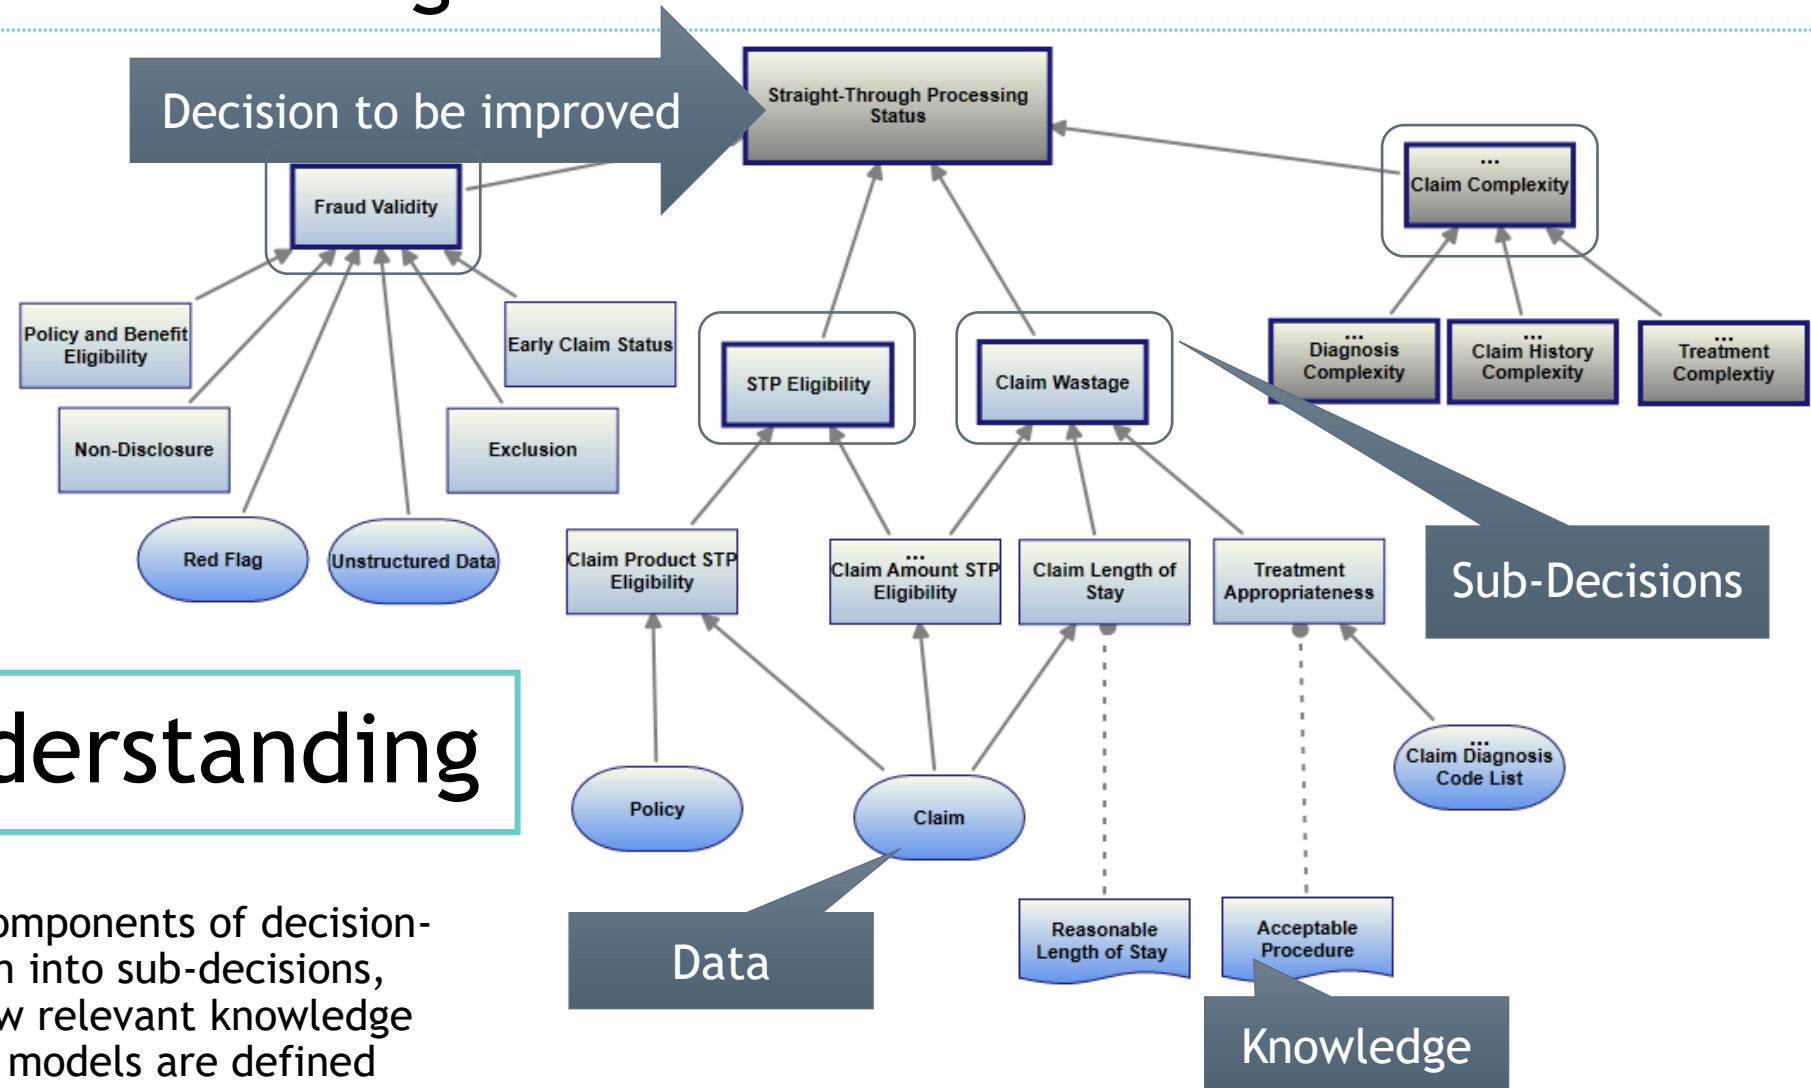 g
Decision to be improved
Straight-Through Processing
Status
...
Claim Complexity
Fraud Validity
Policy and Benefit
Eligibility
Early Claim Status
Non-Disclosure
Exclusion
Red Flag
Unstructured Data
STP Eligibility
Claim Wastage
...
Diagnosis
Complexity
...
Claim History
Complexity
...
Treatment
Complextiy
Claim Product STP
Eligibility
...
Claim Amount STP
Eligibility
Claim Length of
Stay
Treatment
Appropriateness
Sub-Decisions
derstanding
Policy
Claim
...
Claim Diagnosis
Code List
omponents of decision-
n into sub-decisions,
w relevant knowledge
models are defined
Data
Reasonable
Length of Stay
Acceptable
Procedure
Knowledge